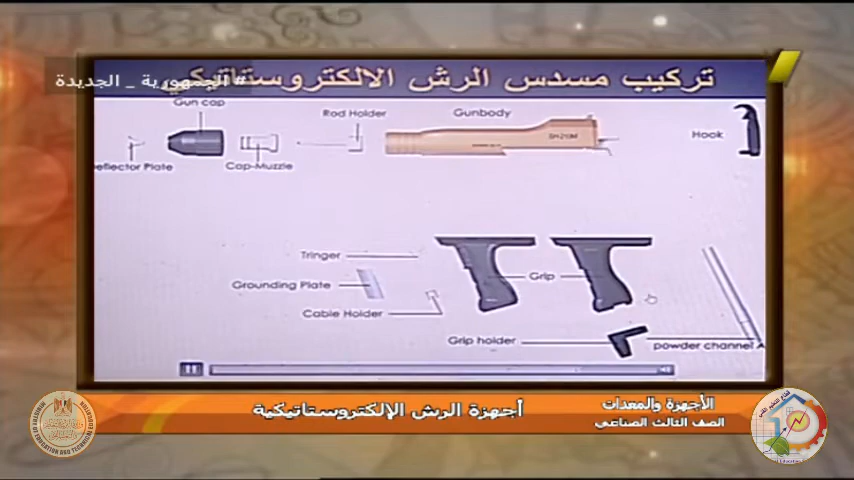 تركيب مسدس الرش الالكتروستاتيكي
# الجمهورية _ الجديدة
Gun cap
Rod Holder
Gunbody
Hook
eflector Plate
Cap-Muzzle
Tringer
Grounding Plate
Grip
Cable Holder
Grip holder
powder channel A
الأجهزة والمعدات
الصف الثالث الصناعي
أجهزة الرش الإلكتروستاتيكية